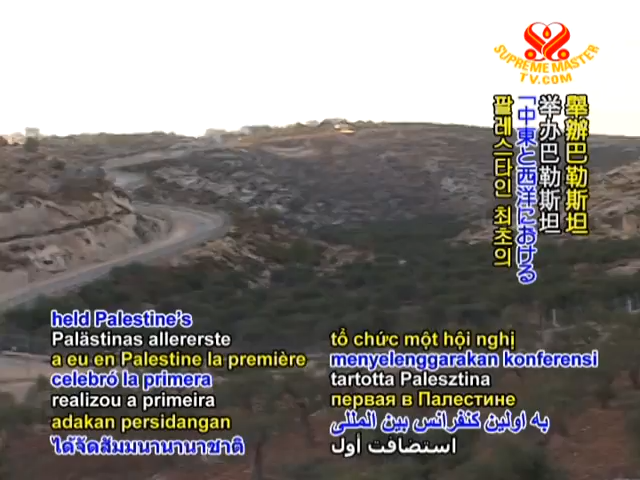 SUPREME MASTER
TV.COM
舉辦巴勒斯坦
举办巴勒斯坦
「中東と西洋における
팔레스타인 최초의
held Palestine's
Palästinas allererste
a eu en Palestine la première
celebró la primera
realizou a primeira
adakan persidangan
ได้จัดสัมมนานานาชาติ
tổ chức một hội nghị
menyelenggarakan konferensi
tartotta Palesztina
первая в Палестине
به اولین کنفرانس بین المللی
استضافت أول